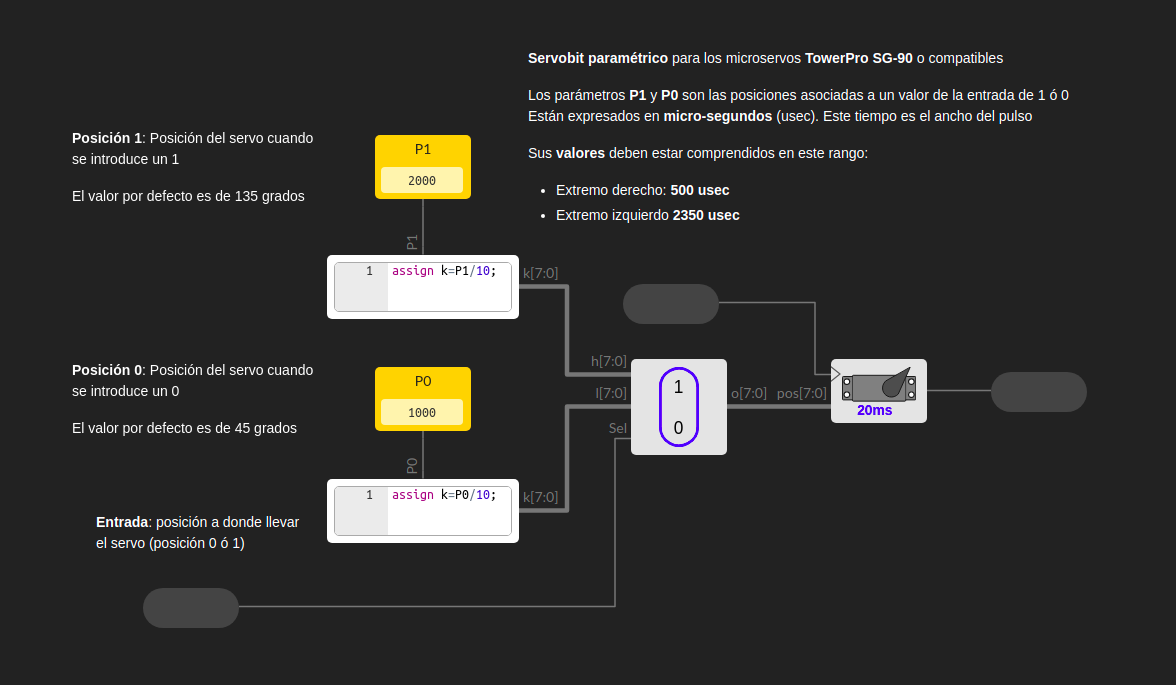 Servobit paramétrico para los microservos TowerPro SG-90 o compatibles
Los parámetros P1 y P0 son las posiciones asociadas a un valor de la entrada de 1 ó 0
Están expresados en micro-segundos (usec). Este tiempo es el ancho del pulso
Sus valores deben estar comprendidos en este rango:
• Extremo derecho: 500 usec
• Extremo izquierdo 2350 usec
Posición 1: Posición del servo cuando
se introduce un 1
El valor por defecto es de 135 grados
P1
2000
P1
1 assign k=P1/10;
k[7:0]
Posición 0: Posición del servo cuando
se introduce un 0
El valor por defecto es de 45 grados
PO
1000
P0
1 assign k=P0/10;
k[7:0]
h[7:0]
l[7:0]
Sel
1
0
o[7:0] pos[7:0]
20ms
Entrada: posición a donde llevar
el servo (posición 0 ó 1)